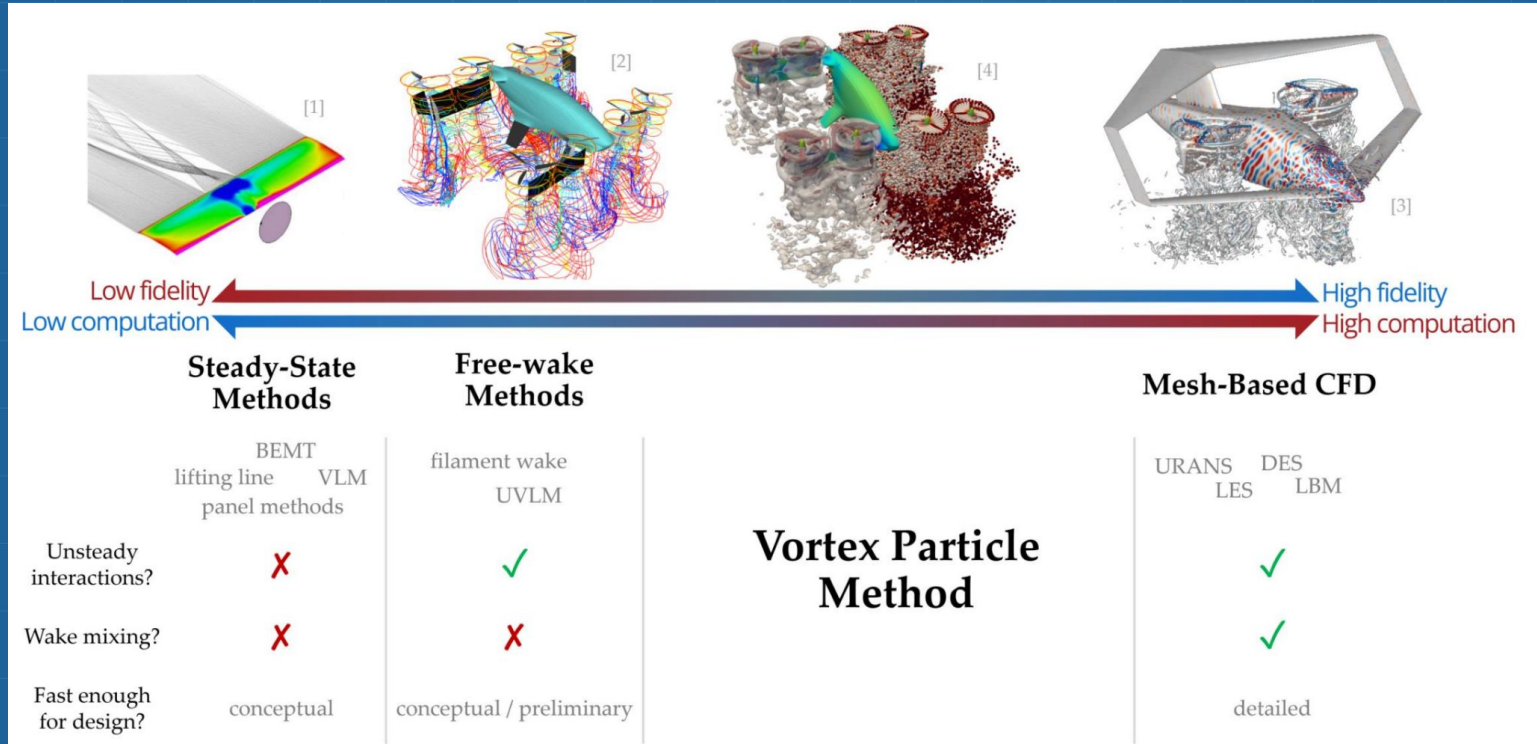 [1]
[2]
[4]
[3]
Low fidelity
High fidelity
Low computation
High computation
Steady-State
Methods
Free-wake
Methods
Mesh-Based CFD
BEMT
lifting line VLM
panel methods
filament wake
UVLM
URANS DES
LES LBM
Vortex Particle
Method
Unsteady
interactions?
✗ ✓ ✓
Wake mixing?
✗ ✗ ✓
Fast enough
for design?
conceptual
conceptual / preliminary
detailed